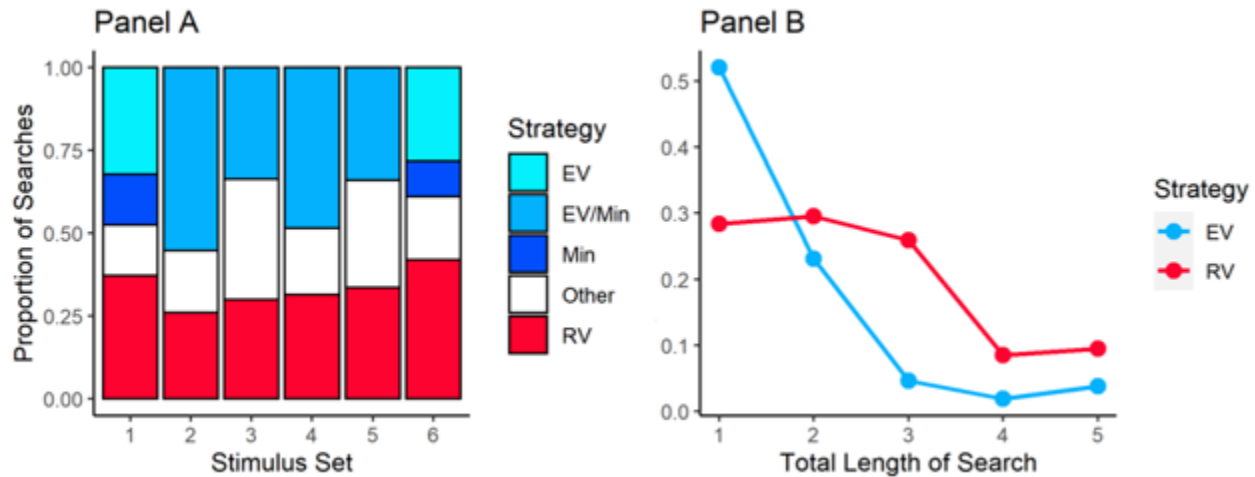 Panel A
Proportion of Searches
1.00
0.75
0.50
0.25
0.00
1 2 3 4 5 6
Stimulus Set
Strategy
EV
EV/Min
Min
Other
RV
Panel B
0.5
0.4
0.3
0.2
0.1
0.0
1 2 3 4 5
Total Length of Search
Strategy
EV
RV